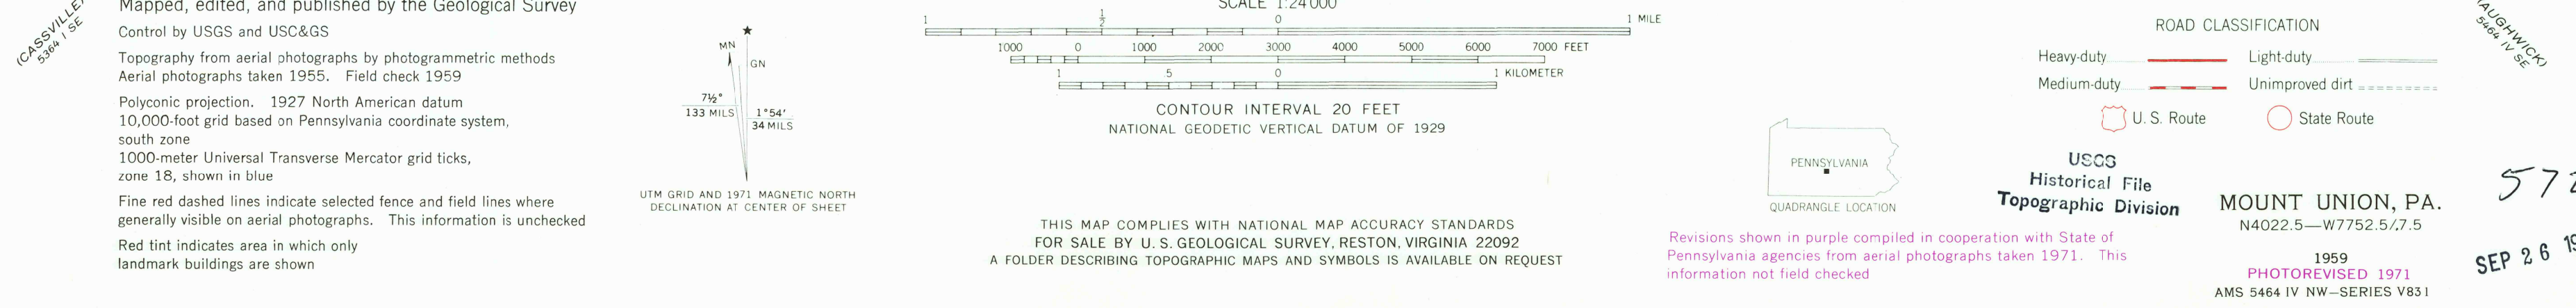 (CASSVILLE)
5364 I SE
Mapped, edited, and published by the Geological Survey
Control by USGS and USC&GS
Topography from aerial photographs by photogrammetric methods
Aerial photographs taken 1955. Field check 1959
Polyconic projection. 1927 North American datum
10,000-foot grid based on Pennsylvania coordinate system,
south zone
1000-meter Universal Transverse Mercator grid ticks,
zone 18, shown in blue
Fine red dashed lines indicate selected fence and field lines where
generally visible on aerial photographs. This information is unchecked
Red tint indicates area in which only
landmark buildings are shown
★
MN
GN
7½°
133 MILS
1°54′
34 MILS
UTM GRID AND 1971 MAGNETIC NORTH
DECLINATION AT CENTER OF SHEET
SCALE 1:24 000
1 ½ 0 1 MILE
1000 0 1000 2000 3000 4000 5000 6000 7000 FEET
1 .5 0 1 KILOMETER
CONTOUR INTERVAL 20 FEET
NATIONAL GEODETIC VERTICAL DATUM OF 1929
THIS MAP COMPLIES WITH NATIONAL MAP ACCURACY STANDARDS
FOR SALE BY U. S. GEOLOGICAL SURVEY, RESTON, VIRGINIA 22092
A FOLDER DESCRIBING TOPOGRAPHIC MAPS AND SYMBOLS IS AVAILABLE ON REQUEST
PENNSYLVANIA
QUADRANGLE LOCATION
Revisions shown in purple compiled in cooperation with State of
Pennsylvania agencies from aerial photographs taken 1971. This
information not field checked
ROAD CLASSIFICATION
Heavy-duty Light-duty
Medium-duty Unimproved dirt
U. S. Route State Route
USGS
Historical File
Topographic Division
MOUNT UNION, PA.
N4022.5—W7752.5/7.5
1959
PHOTOREVISED 1971
AMS 5464 IV NW—SERIES V831
AUGHWICK)
5464 IV SE
572
SEP 26 19